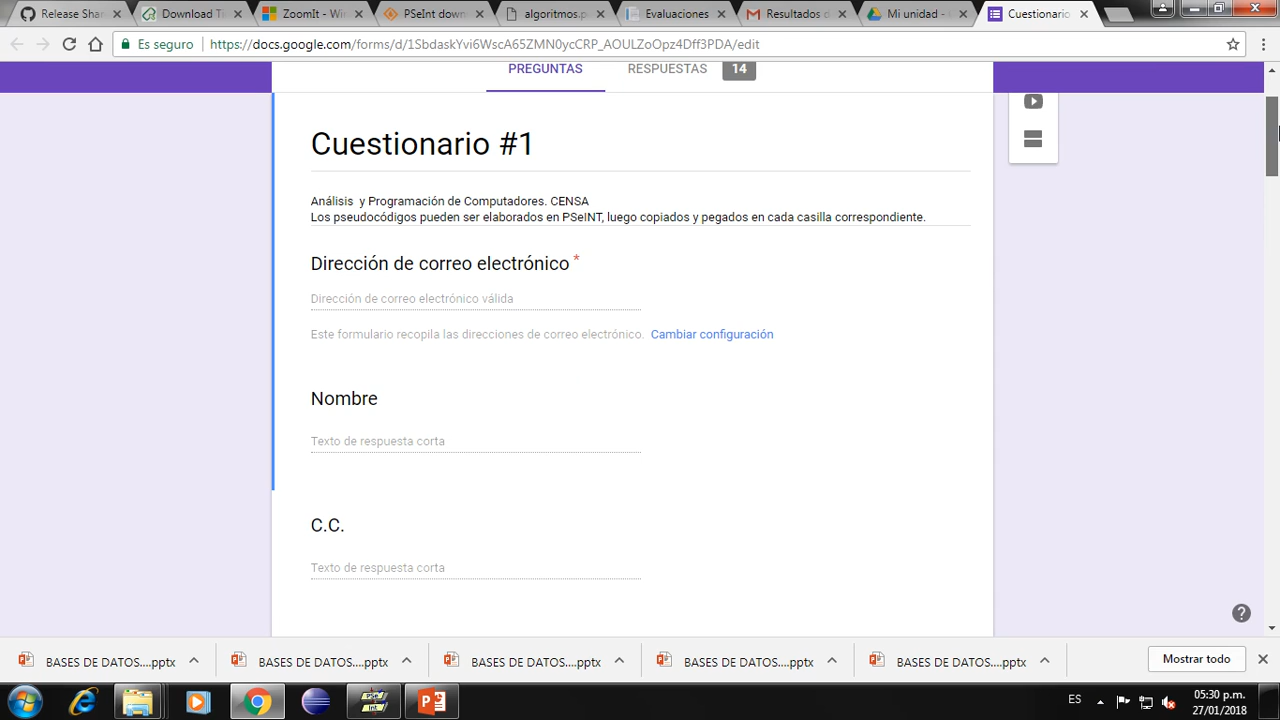 Release Shar
Download Ti
ZoomIt - Wi
PSeInt down
algoritmos.p
Evaluaciones
Resultados d
Mi unidad -
Cuestionario
Es seguro
https://docs.google.com/forms/d/1SbdaskYvi6WscA65ZMN0ycCRP_AOULZoOpz4Dff3PDA/edit
PREGUNTAS RESPUESTAS 14
Cuestionario #1
Análisis y Programación de Computadores. CENSA
Los pseudocódigos pueden ser elaborados en PSeINT, luego copiados y pegados en cada casilla correspondiente.
Dirección de correo electrónico *
Dirección de correo electrónico válida
Este formulario recopila las direcciones de correo electrónico. Cambiar configuración
Nombre
Texto de respuesta corta
C.C.
Texto de respuesta corta
BASES DE DATOS....pptx
BASES DE DATOS....pptx
BASES DE DATOS....pptx
BASES DE DATOS....pptx
BASES DE DATOS....pptx
Mostrar todo
ES
05:30 p.m.
27/01/2018